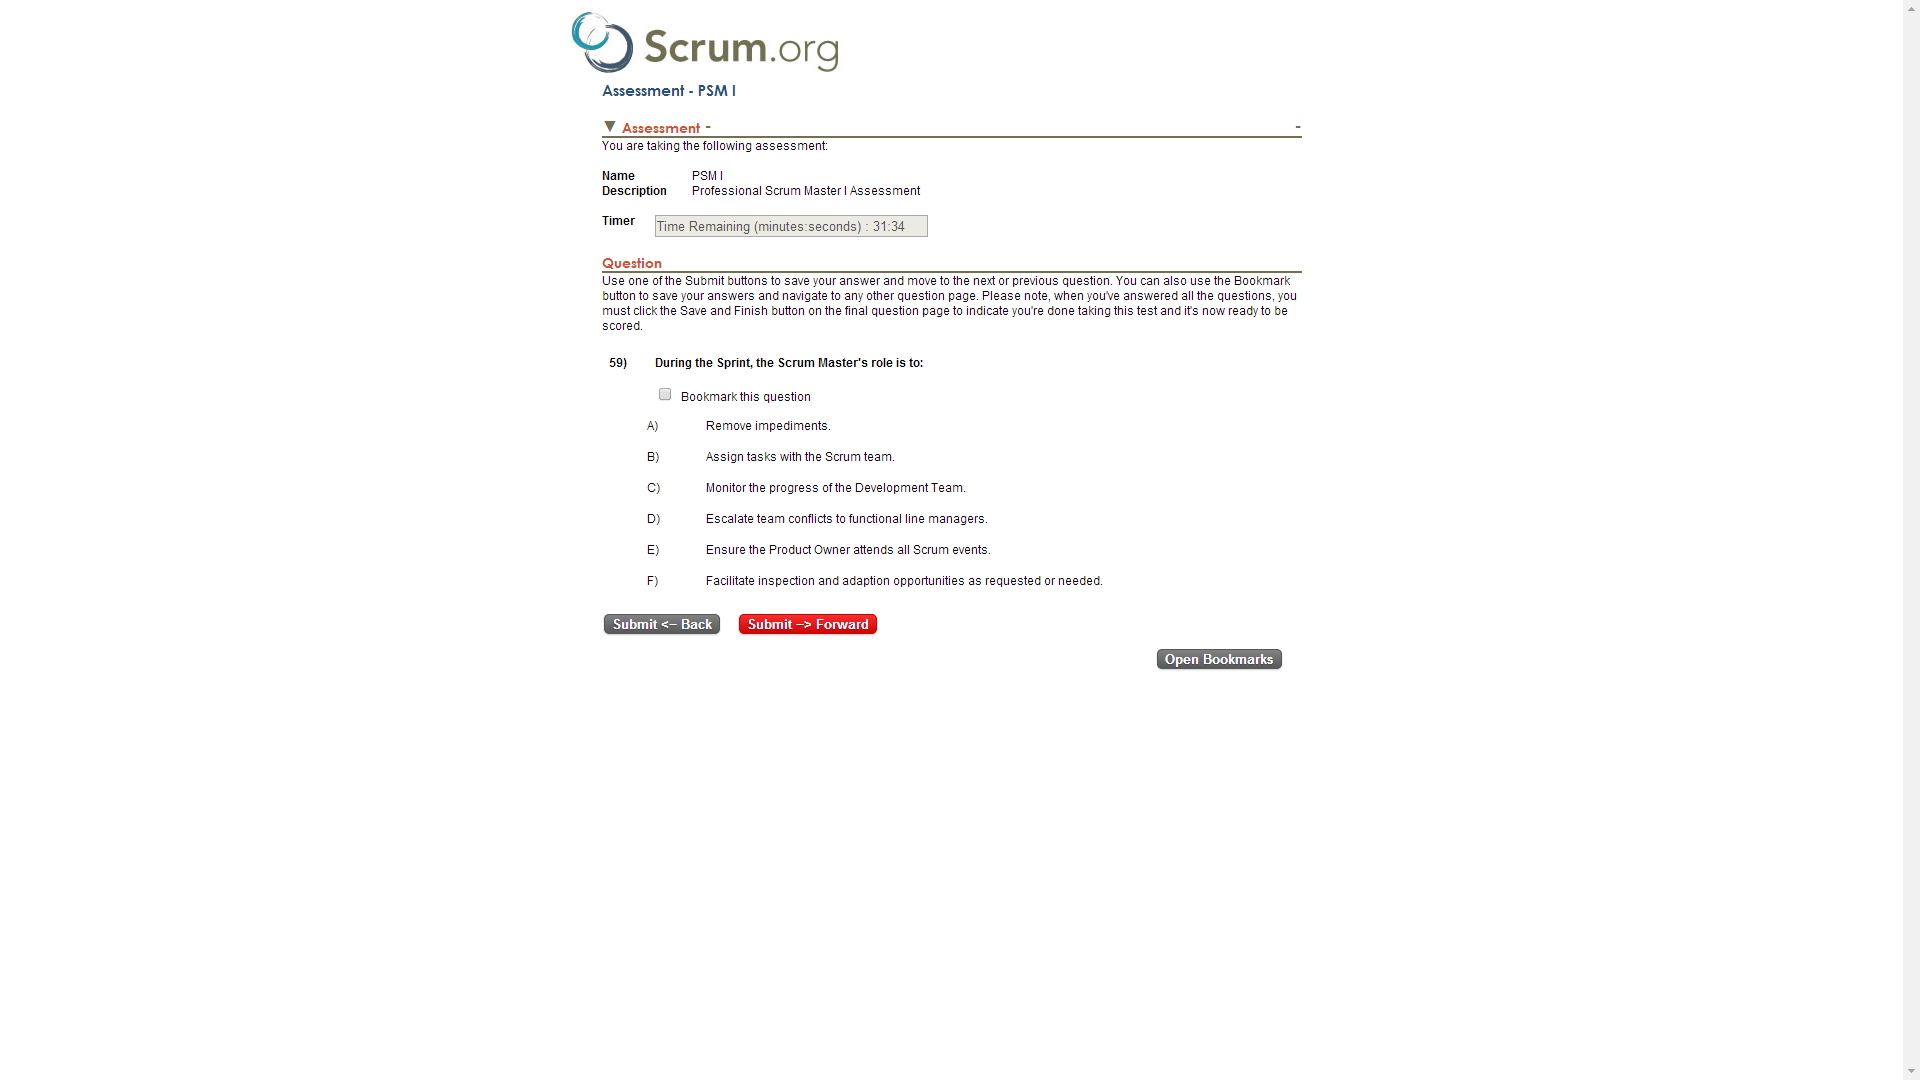 Scrum.org
Assessment - PSM I
▼ Assessment - -
You are taking the following assessment:
Name PSM I
Description Professional Scrum Master I Assessment
Timer Time Remaining (minutes:seconds) : 31:34
Question
Use one of the Submit buttons to save your answer and move to the next or previous question. You can also use the Bookmark
button to save your answers and navigate to any other question page. Please note, when you've answered all the questions, you
must click the Save and Finish button on the final question page to indicate you're done taking this test and it's now ready to be
scored.
59) During the Sprint, the Scrum Master's role is to:
Bookmark this question
A) Remove impediments.
B) Assign tasks with the Scrum team.
C) Monitor the progress of the Development Team.
D) Escalate team conflicts to functional line managers.
E) Ensure the Product Owner attends all Scrum events.
F) Facilitate inspection and adaption opportunities as requested or needed.
Submit <-- Back Submit --> Forward
Open Bookmarks